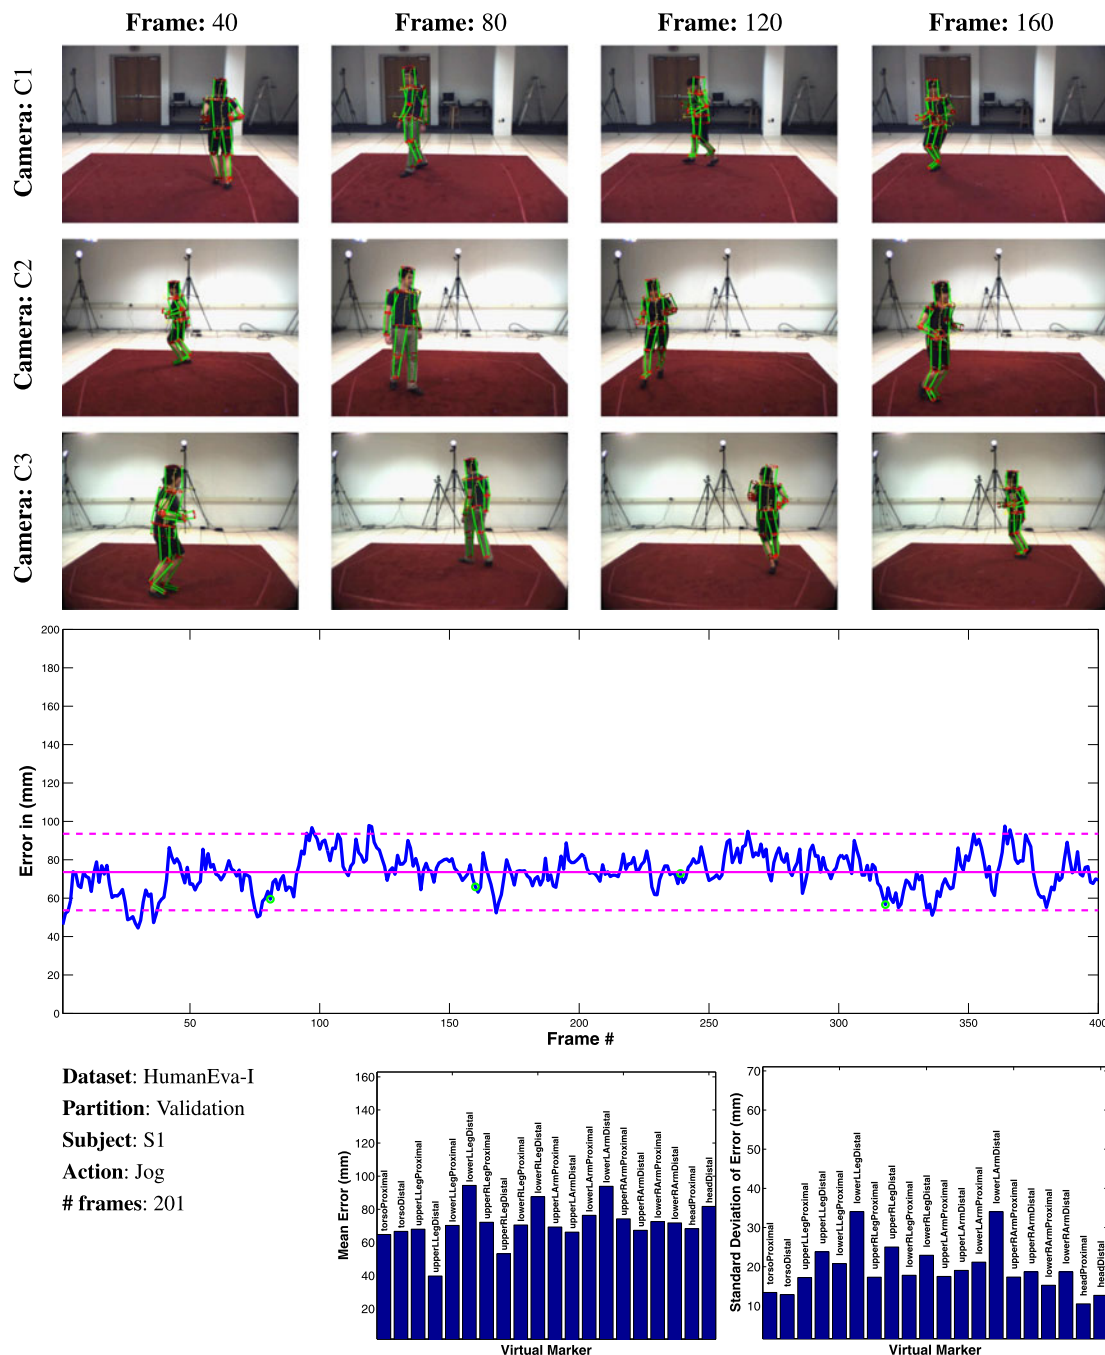 Frame: 40 Frame: 80 Frame: 120 Frame: 160
Camera: C1
Camera: C2
Camera: C3
200
180
160
140
120
100
80
60
40
20
0
Error in (mm)
50 100 150 200 250 300 350 400
Frame #
Dataset: HumanEva-I
Partition: Validation
Subject: S1
Action: Jog
# frames: 201
160
140
120
100
80
60
40
20
Mean Error (mm)
torsoProximal
torsoDistal
upperLLegProximal
upperLLegDistal
lowerLLegProximal
lowerLLegDistal
upperRLegProximal
upperRLegDistal
lowerRLegProximal
lowerRLegDistal
upperLArmProximal
upperLArmDistal
lowerLArmProximal
lowerLArmDistal
upperRArmProximal
upperRArmDistal
lowerRArmProximal
lowerRArmDistal
headProximal
headDistal
Virtual Marker
70
60
50
40
30
20
10
Standard Deviation of Error (mm)
torsoProximal
torsoDistal
upperLLegProximal
upperLLegDistal
lowerLLegProximal
lowerLLegDistal
upperRLegProximal
upperRLegDistal
lowerRLegProximal
lowerRLegDistal
upperLArmProximal
upperLArmDistal
lowerLArmProximal
lowerLArmDistal
upperRArmProximal
upperRArmDistal
lowerRArmProximal
lowerRArmDistal
headProximal
headDistal
Virtual Marker